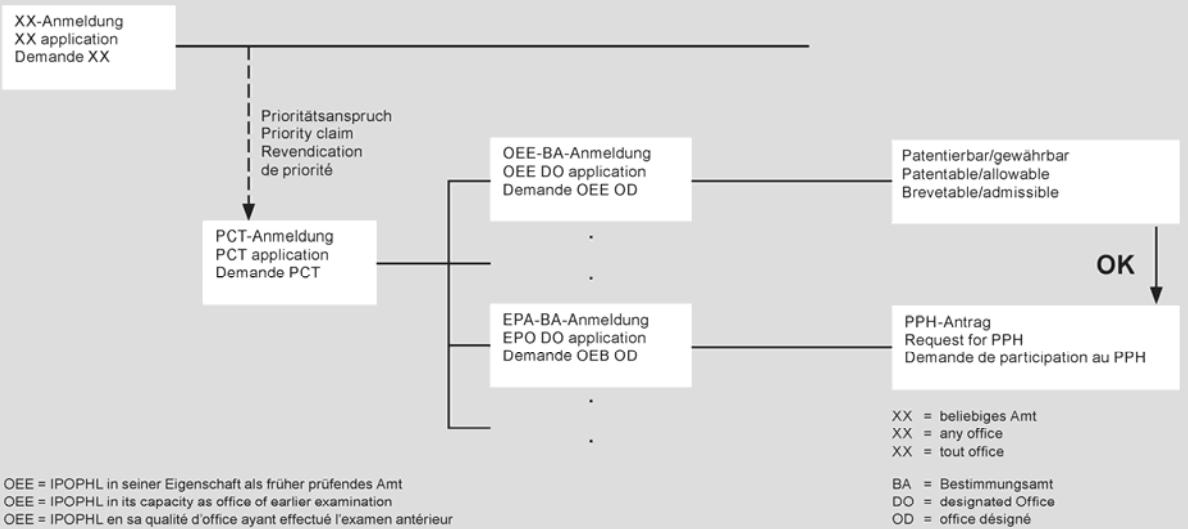 XX-Anmeldung
XX application
Demande XX
Prioritätsanspruch
Priority claim
Revendication
de priorité
PCT-Anmeldung
PCT application
Demande PCT
OEE-BA-Anmeldung
OEE DO application
Demande OEE OD
EPA-BA-Anmeldung
EPO DO application
Demande OEB OD
Patentierbar/gewährbar
Patentable/allowable
Brevetable/admissible
OK
PPH-Antrag
Request for PPH
Demande de participation au PPH
XX = beliebiges Amt
XX = any office
XX = tout office
BA = Bestimmungsamt
DO = designated Office
OD = office désigné
OEE = IPOPHL in seiner Eigenschaft als früher prüfendes Amt
OEE = IPOPHL in its capacity as office of earlier examination
OEE = IPOPHL en sa qualité d'office ayant effectué l'examen antérieur